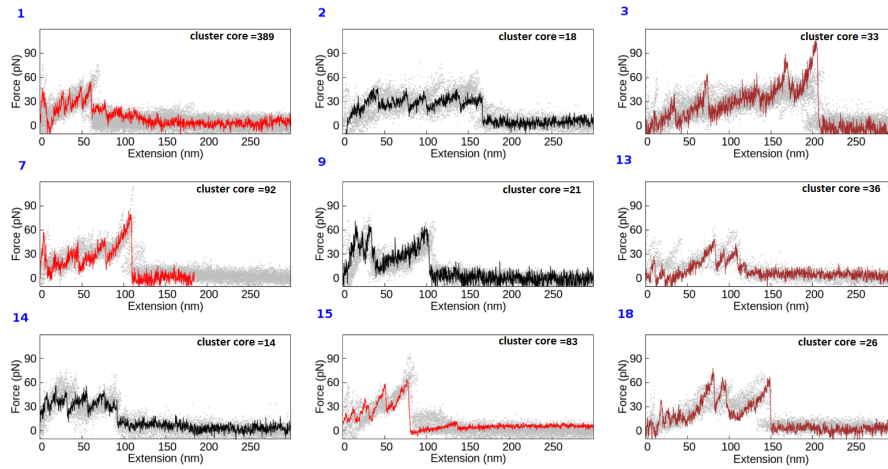 1
2
3
cluster core =389
cluster core =18
cluster core =33
Force (pN)
90
60
30
0
0 50 100 150 200 250
Extension (nm)
Force (pN)
90
60
30
0
0 50 100 150 200 250
Extension (nm)
Force (pN)
90
60
30
0
0 50 100 150 200 250
Extension (nm)
7
9
13
cluster core =92
cluster core =21
cluster core =36
Force (pN)
90
60
30
0
0 50 100 150 200 250
Extension (nm)
Force (pN)
90
60
30
0
0 50 100 150 200 250
Extension (nm)
Force (pN)
90
60
30
0
0 50 100 150 200 250
Extension (nm)
14
15
18
cluster core =14
cluster core =83
cluster core =26
Force (pN)
90
60
30
0
0 50 100 150 200 250
Extension (nm)
Force (pN)
90
60
30
0
0 50 100 150 200 250
Extension (nm)
Force (pN)
90
60
30
0
0 50 100 150 200 250
Extension (nm)